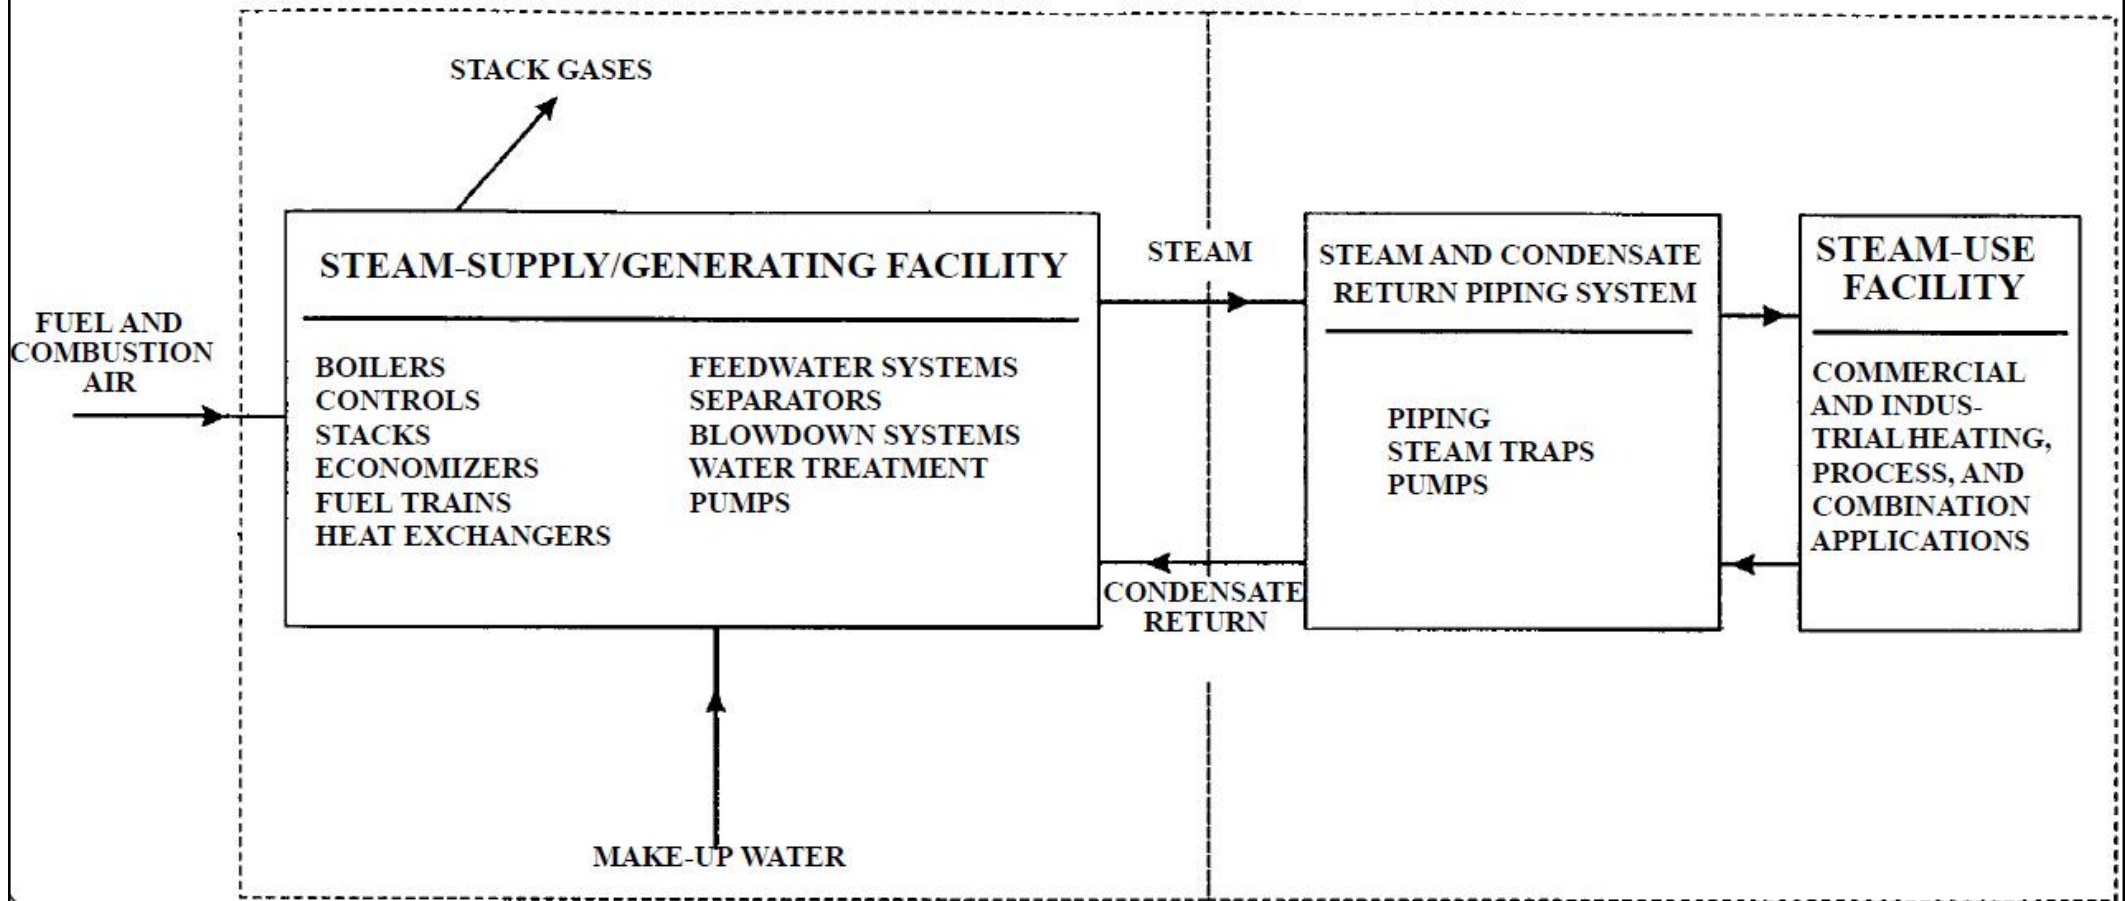 STACK GASES
STEAM-SUPPLY/GENERATING FACILITY
FUEL AND
COMBUSTION
AIR
BOILERS
CONTROLS
STACKS
ECONOMIZERS
FUEL TRAINS
HEAT EXCHANGERS
FEEDWATER SYSTEMS
SEPARATORS
BLOWDOWN SYSTEMS
WATER TREATMENT
PUMPS
MAKE-UP WATER
STEAM
CONDENSATE
RETURN
STEAM AND CONDENSATE
RETURN PIPING SYSTEM
PIPING
STEAM TRAPS
PUMPS
STEAM-USE
FACILITY
COMMERCIAL
AND INDUS-
TRIAL HEATING,
PROCESS, AND
COMBINATION
APPLICATIONS